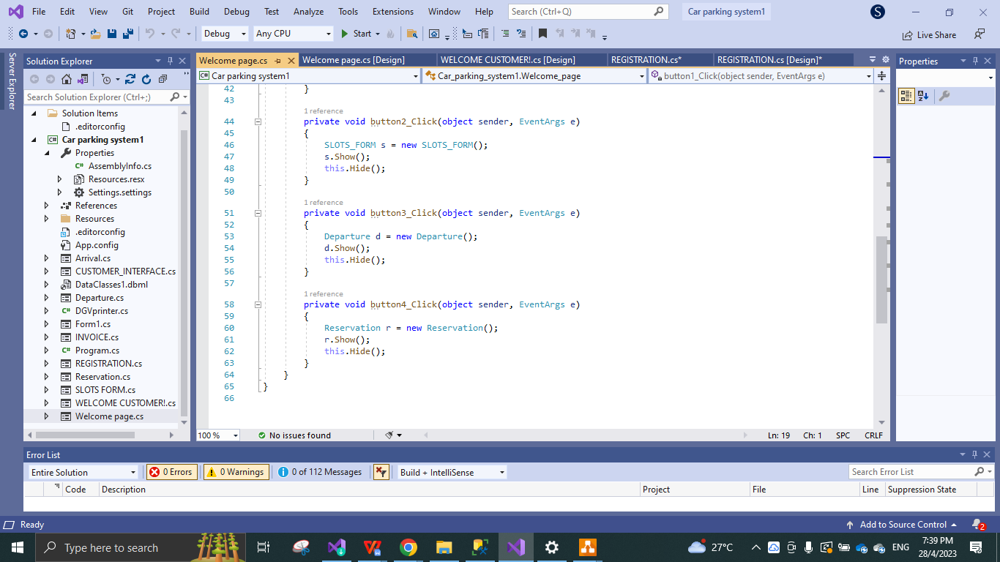 File Edit View Git Project Build Debug Test Analyze Tools Extensions Window Help Search (Ctrl+Q) Car parking system1 S
Debug Any CPU Start Live Share
Server Explorer
Solution Explorer
Search Solution Explorer (Ctrl+;)
Solution Items
.editorconfig
Car parking system1
Properties
AssemblyInfo.cs
Resources.resx
Settings.settings
References
Resources
.editorconfig
App.config
Arrival.cs
CUSTOMER_INTERFACE.cs
DataClasses1.dbml
Departure.cs
DGVprinter.cs
Form1.cs
INVOICE.cs
Program.cs
REGISTRATION.cs
Reservation.cs
SLOTS FORM.cs
WELCOME CUSTOMER!.cs
Welcome page.cs
Welcome page.cs Welcome page.cs [Design] WELCOME CUSTOMER!.cs [Design] REGISTRATION.cs* REGISTRATION.cs [Design]*
Car parking system1 Car_parking_system1.Welcome_page button1_Click(object sender, EventArgs e)
42 }
43
1 reference
44 private void button2_Click(object sender, EventArgs e)
45 {
46 SLOTS_FORM s = new SLOTS_FORM();
47 s.Show();
48 this.Hide();
49 }
50
1 reference
51 private void button3_Click(object sender, EventArgs e)
52 {
53 Departure d = new Departure();
54 d.Show();
55 this.Hide();
56 }
57
1 reference
58 private void button4_Click(object sender, EventArgs e)
59 {
60 Reservation r = new Reservation();
61 r.Show();
62 this.Hide();
63 }
64 }
65 }
66
100 % No issues found Ln: 19 Ch: 1 SPC CRLF
Properties
Error List
Entire Solution 0 Errors 0 Warnings 0 of 112 Messages Build + IntelliSense Search Error List
Code Description Project File Line Suppression State
Ready Add to Source Control 2
Type here to search 27°C ENG 7:39 PM
28/4/2023